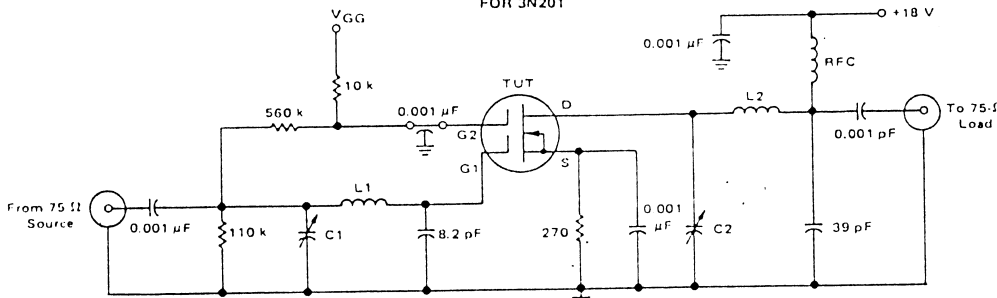 FOR 3N201
VGG
+18 V
0.001 µF
RFC
10 k
TUT
560 k
0.001 µF
D
L2
To 75-Ω
Load
G2
0.001 pF
G1
S
L1
From 75 Ω
Source
0.001 µF
110 k
C1
8.2 pF
270
0.001
µF
C2
39 pF